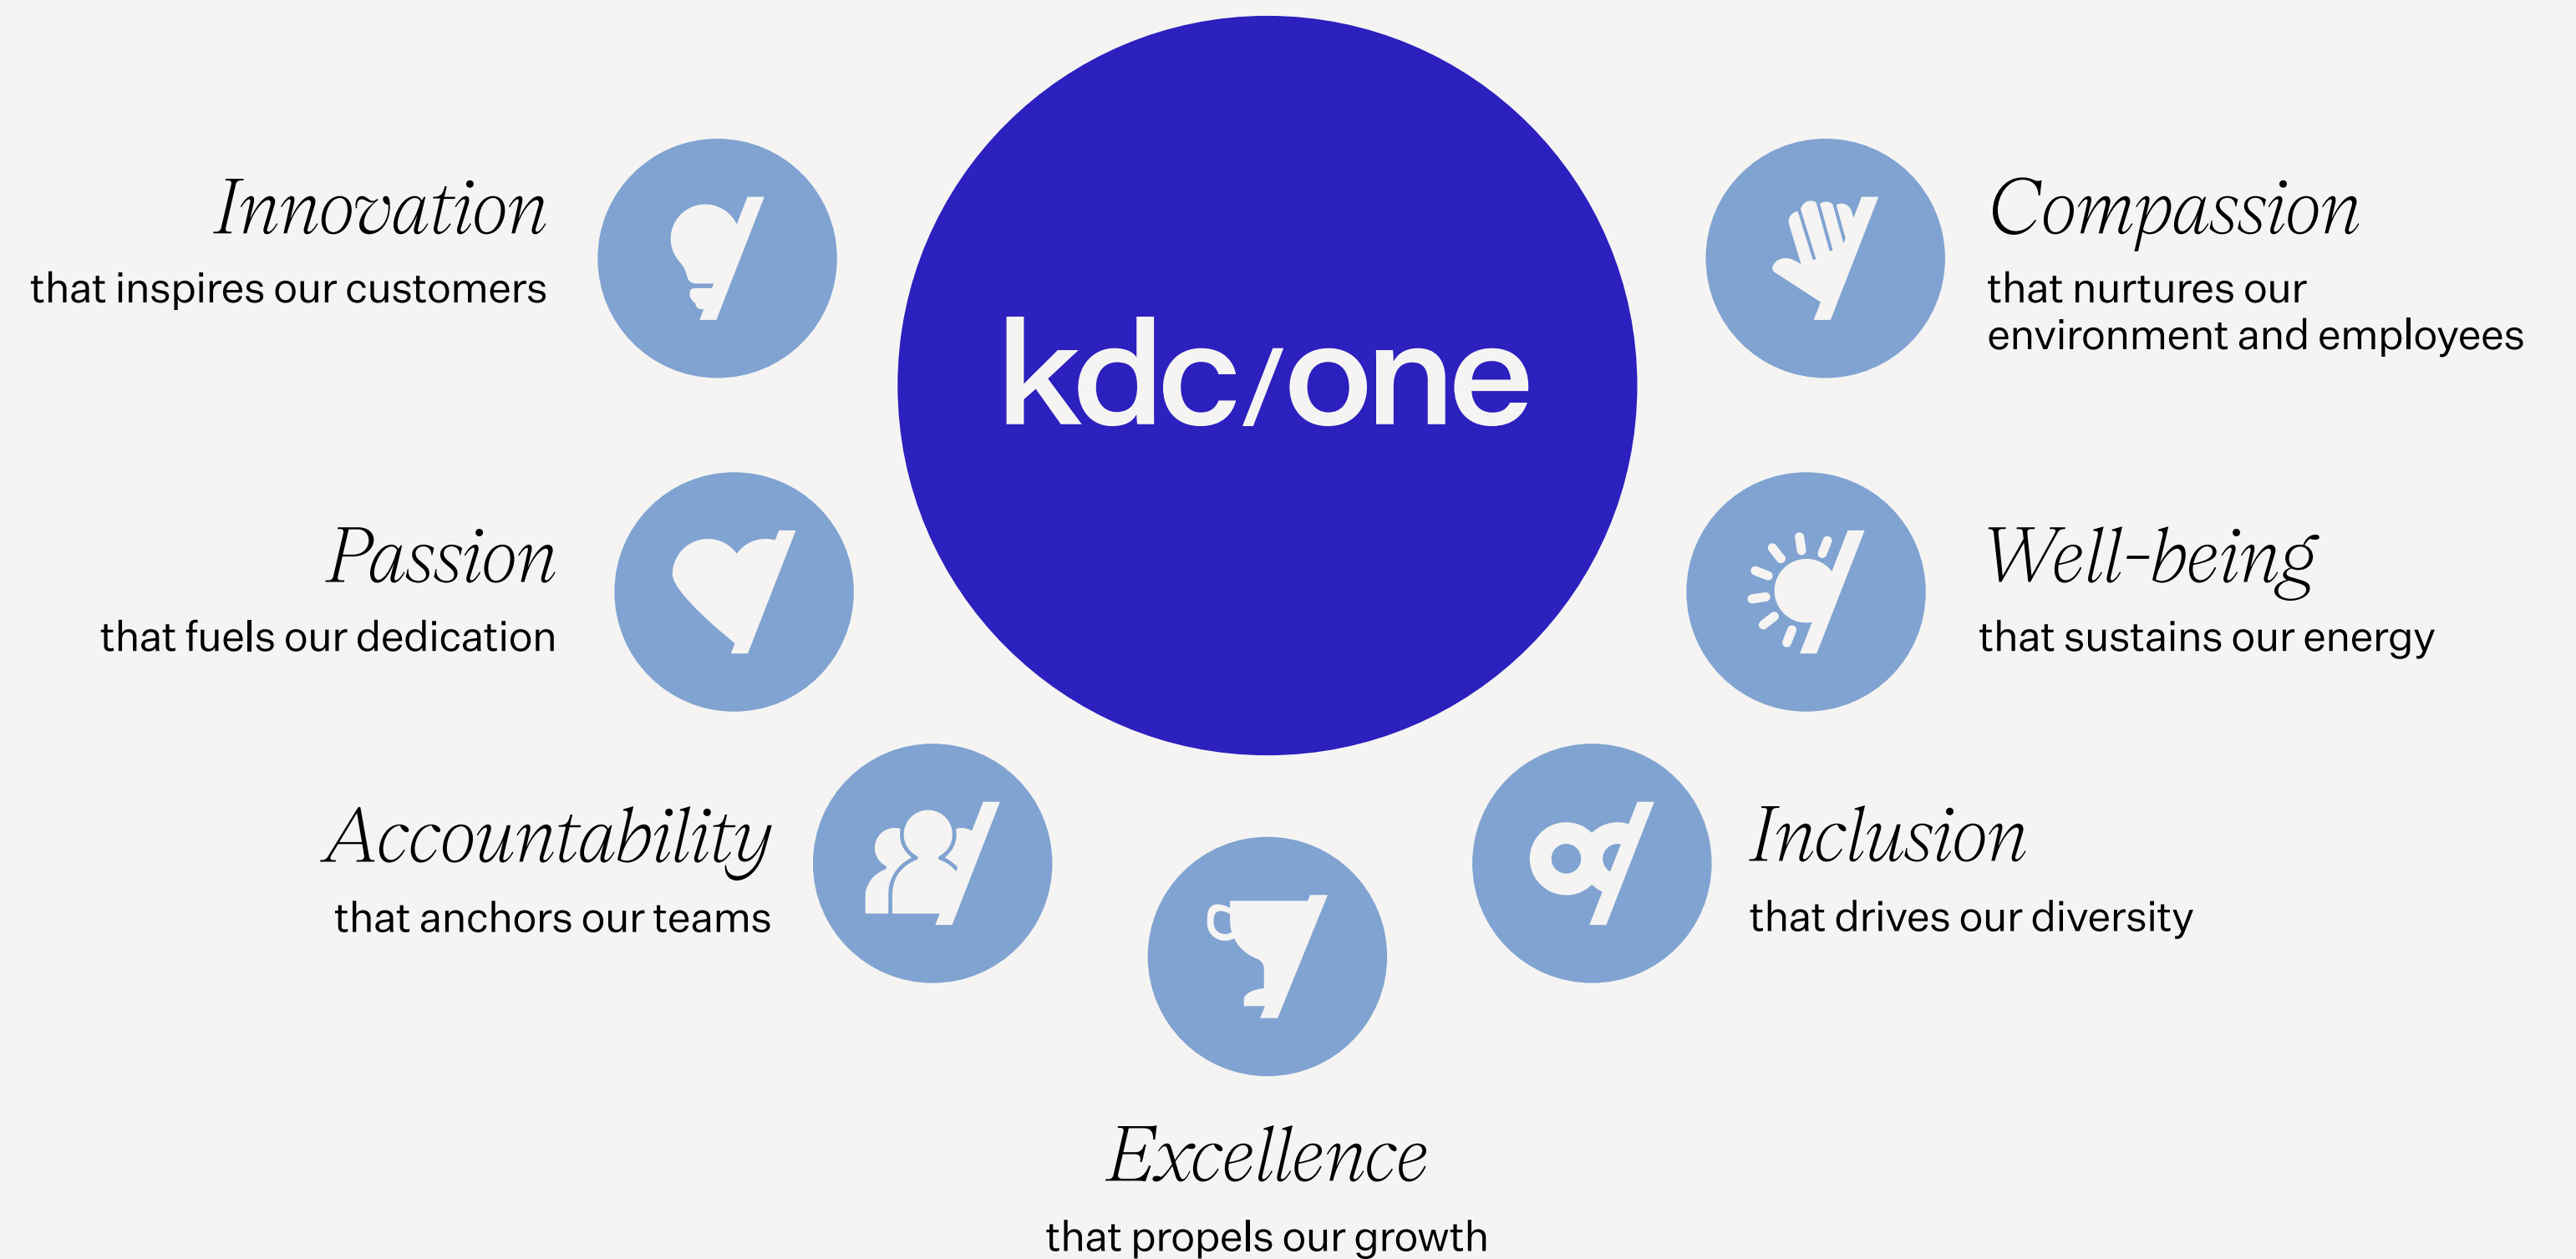 kdc/one
Innovation
that inspires our customers
Passion
that fuels our dedication
Accountability
that anchors our teams
Excellence
that propels our growth
Inclusion
that drives our diversity
Well-being
that sustains our energy
Compassion
that nurtures our
environment and employees